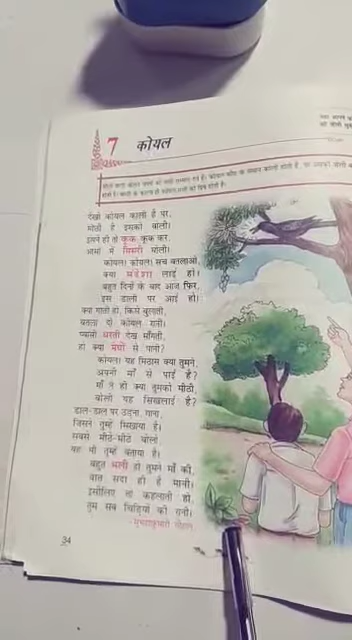 7 कोयल
देखो कोयल काली है पर,
मीठी है इसकी बोली।
इसने ही तो कूक-कूक कर,
आमों में मिसरी घोली।
कोयल! कोयल! सच बतलाओ,
क्या संदेशा लाई हो।
बहुत दिनों के बाद आज फिर,
इस डाली पर आई हो।
क्या गाती हो, किसे बुलाती,
बतला दो कोयल रानी।
प्यासी धरती देख माँगती,
हो क्या मेघों से पानी?
कोयल! यह मिठास क्या तुमने,
अपनी माँ से पाई है?
माँ ने ही क्या तुमको मीठी,
बोली यह सिखलाई है?
डाल-डाल पर उड़ना, गाना,
जिसने तुम्हें सिखाया है।
सबसे मीठे-मीठे बोलो,
यह भी तुम्हें बताया है।
बहुत भली हो तुमने माँ की,
बात सदा ही है मानी।
इसीलिए तो कहलाती हो,
तुम सब चिड़ियों की रानी।
- सुभद्राकुमारी चौहान
34